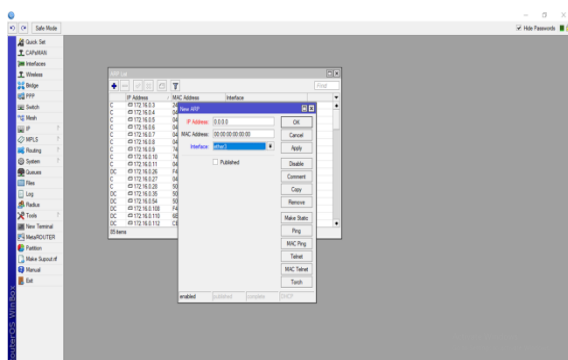 Safe Mode
Hide Passwords
Quick Set
CAPsMAN
Interfaces
Wireless
Bridge
PPP
Switch
Mesh
IP
MPLS
Routing
System
Queues
Files
Log
Radius
Tools
New Terminal
MetaROUTER
Partition
Make Supout.rif
Manual
Exit
RouterOS WinBox
ARP List
Find
IP Address
MAC Address
Interface
C 172.16.0.3
C 172.16.0.4
C 172.16.0.5
C 172.16.0.6
C 172.16.0.7
C 172.16.0.8
C 172.16.0.9
C 172.16.0.10
C 172.16.0.11
DC 172.16.0.26
C 172.16.0.27
C 172.16.0.28
DC 172.16.0.35
DC 172.16.0.54
DC 172.16.0.108
DC 172.16.0.110
DC 172.16.0.112
85 items
New ARP
IP Address: 0.0.0.0
MAC Address: 00:00:00:00:00:00
Interface: ether3
Published
OK
Cancel
Apply
Disable
Comment
Copy
Remove
Make Static
Ping
MAC Ping
Telnet
MAC Telnet
Torch
enabled
published
complete
DHCP